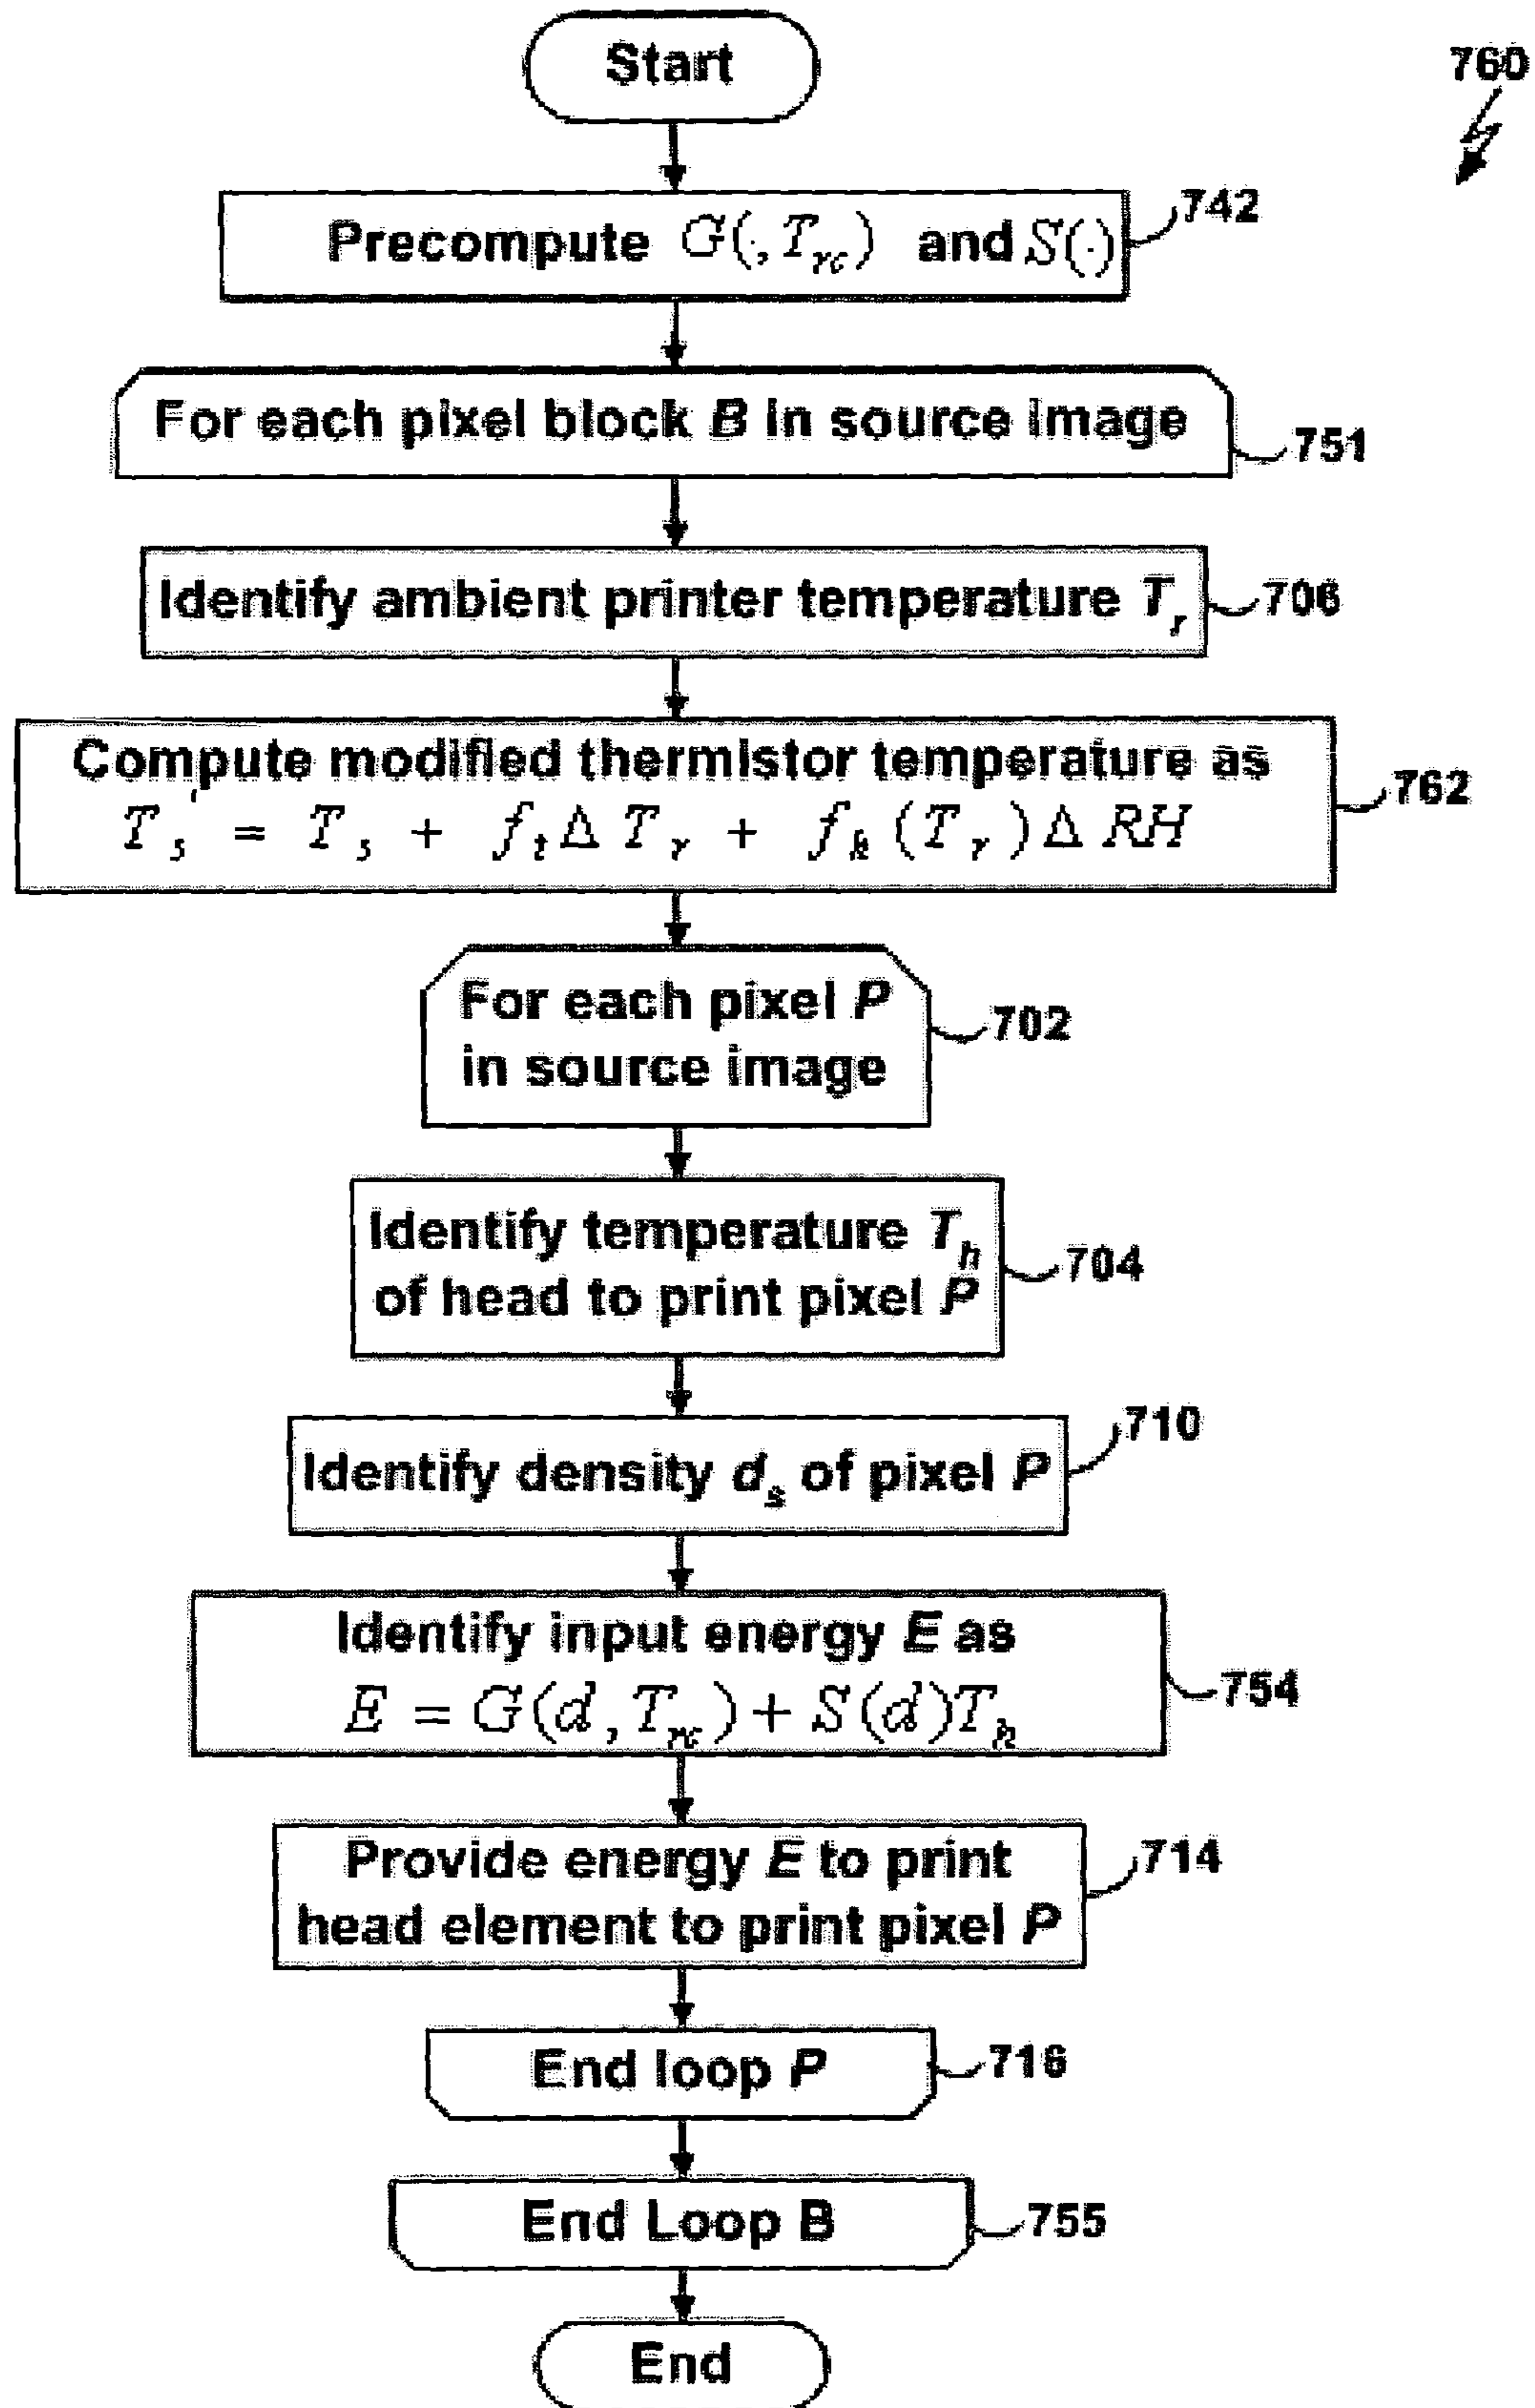 Start
760
Precompute G(., T_rc) and S(.)
742
For each pixel block B in source image
751
Identify ambient printer temperature T_r
706
Compute modified thermistor temperature as
T_s' = T_s + f_t Δ T_r + f_h (T_r) Δ RH
762
For each pixel P
in source image
702
Identify temperature T_h
of head to print pixel P
704
Identify density d_s of pixel P
710
Identify input energy E as
E = G(d, T_rc) + S(d)T_h
754
Provide energy E to print
head element to print pixel P
714
End loop P
716
End Loop B
755
End